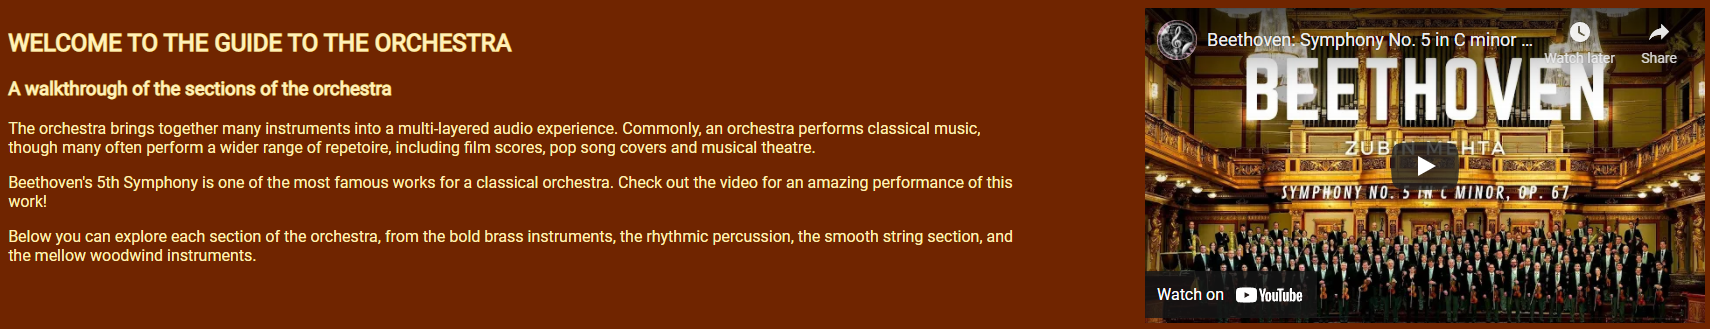 WELCOME TO THE GUIDE TO THE ORCHESTRA
A walkthrough of the sections of the orchestra
The orchestra brings together many instruments into a multi-layered audio experience. Commonly, an orchestra performs classical music,
though many often perform a wider range of repetoire, including film scores, pop song covers and musical theatre.
Beethoven's 5th Symphony is one of the most famous works for a classical orchestra. Check out the video for an amazing performance of this
work!
Below you can explore each section of the orchestra, from the bold brass instruments, the rhythmic percussion, the smooth string section, and
the mellow woodwind instruments.
Beethoven: Symphony No. 5 in C minor ...
Watch later
Share
BEETHOVEN
ZUBIN MEHTA
SYMPHONY NO. 5 IN C MINOR, OP. 67
Watch on YouTube